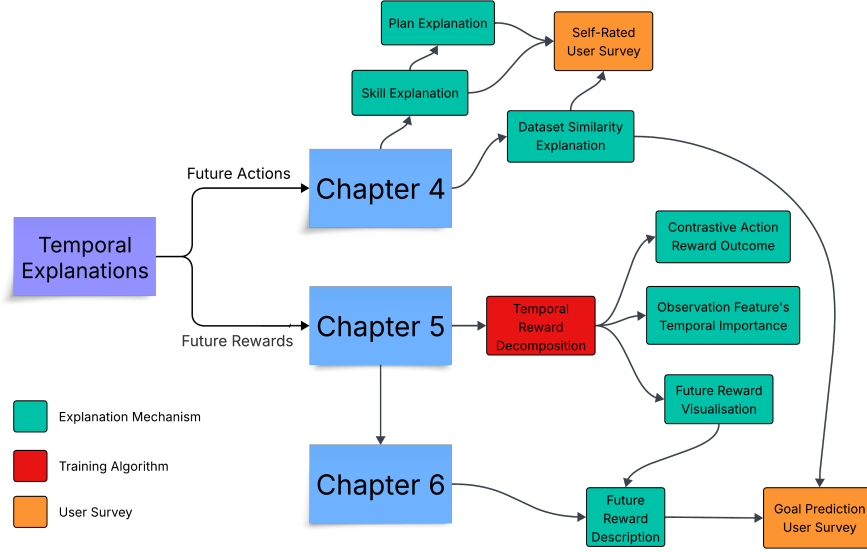 Plan Explanation
Self-Rated
User Survey
Skill Explanation
Dataset Similarity
Explanation
Future Actions
Chapter 4
Temporal
Explanations
Contrastive Action
Reward Outcome
Chapter 5
Temporal
Reward
Decomposition
Observation Feature's
Temporal Importance
Future Rewards
Future Reward
Visualisation
Explanation Mechanism
Training Algorithm
User Survey
Chapter 6
Future
Reward
Description
Goal Prediction
User Survey